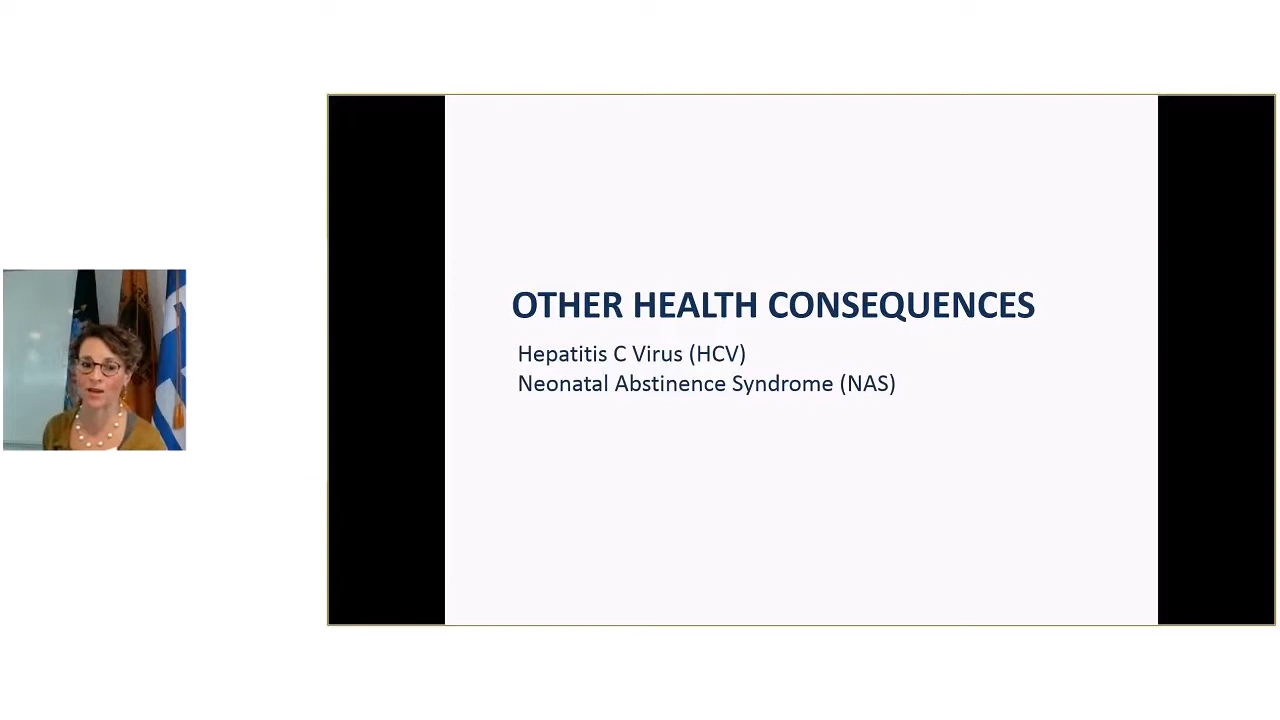 OTHER HEALTH CONSEQUENCES
Hepatitis C Virus (HCV)
Neonatal Abstinence Syndrome (NAS)